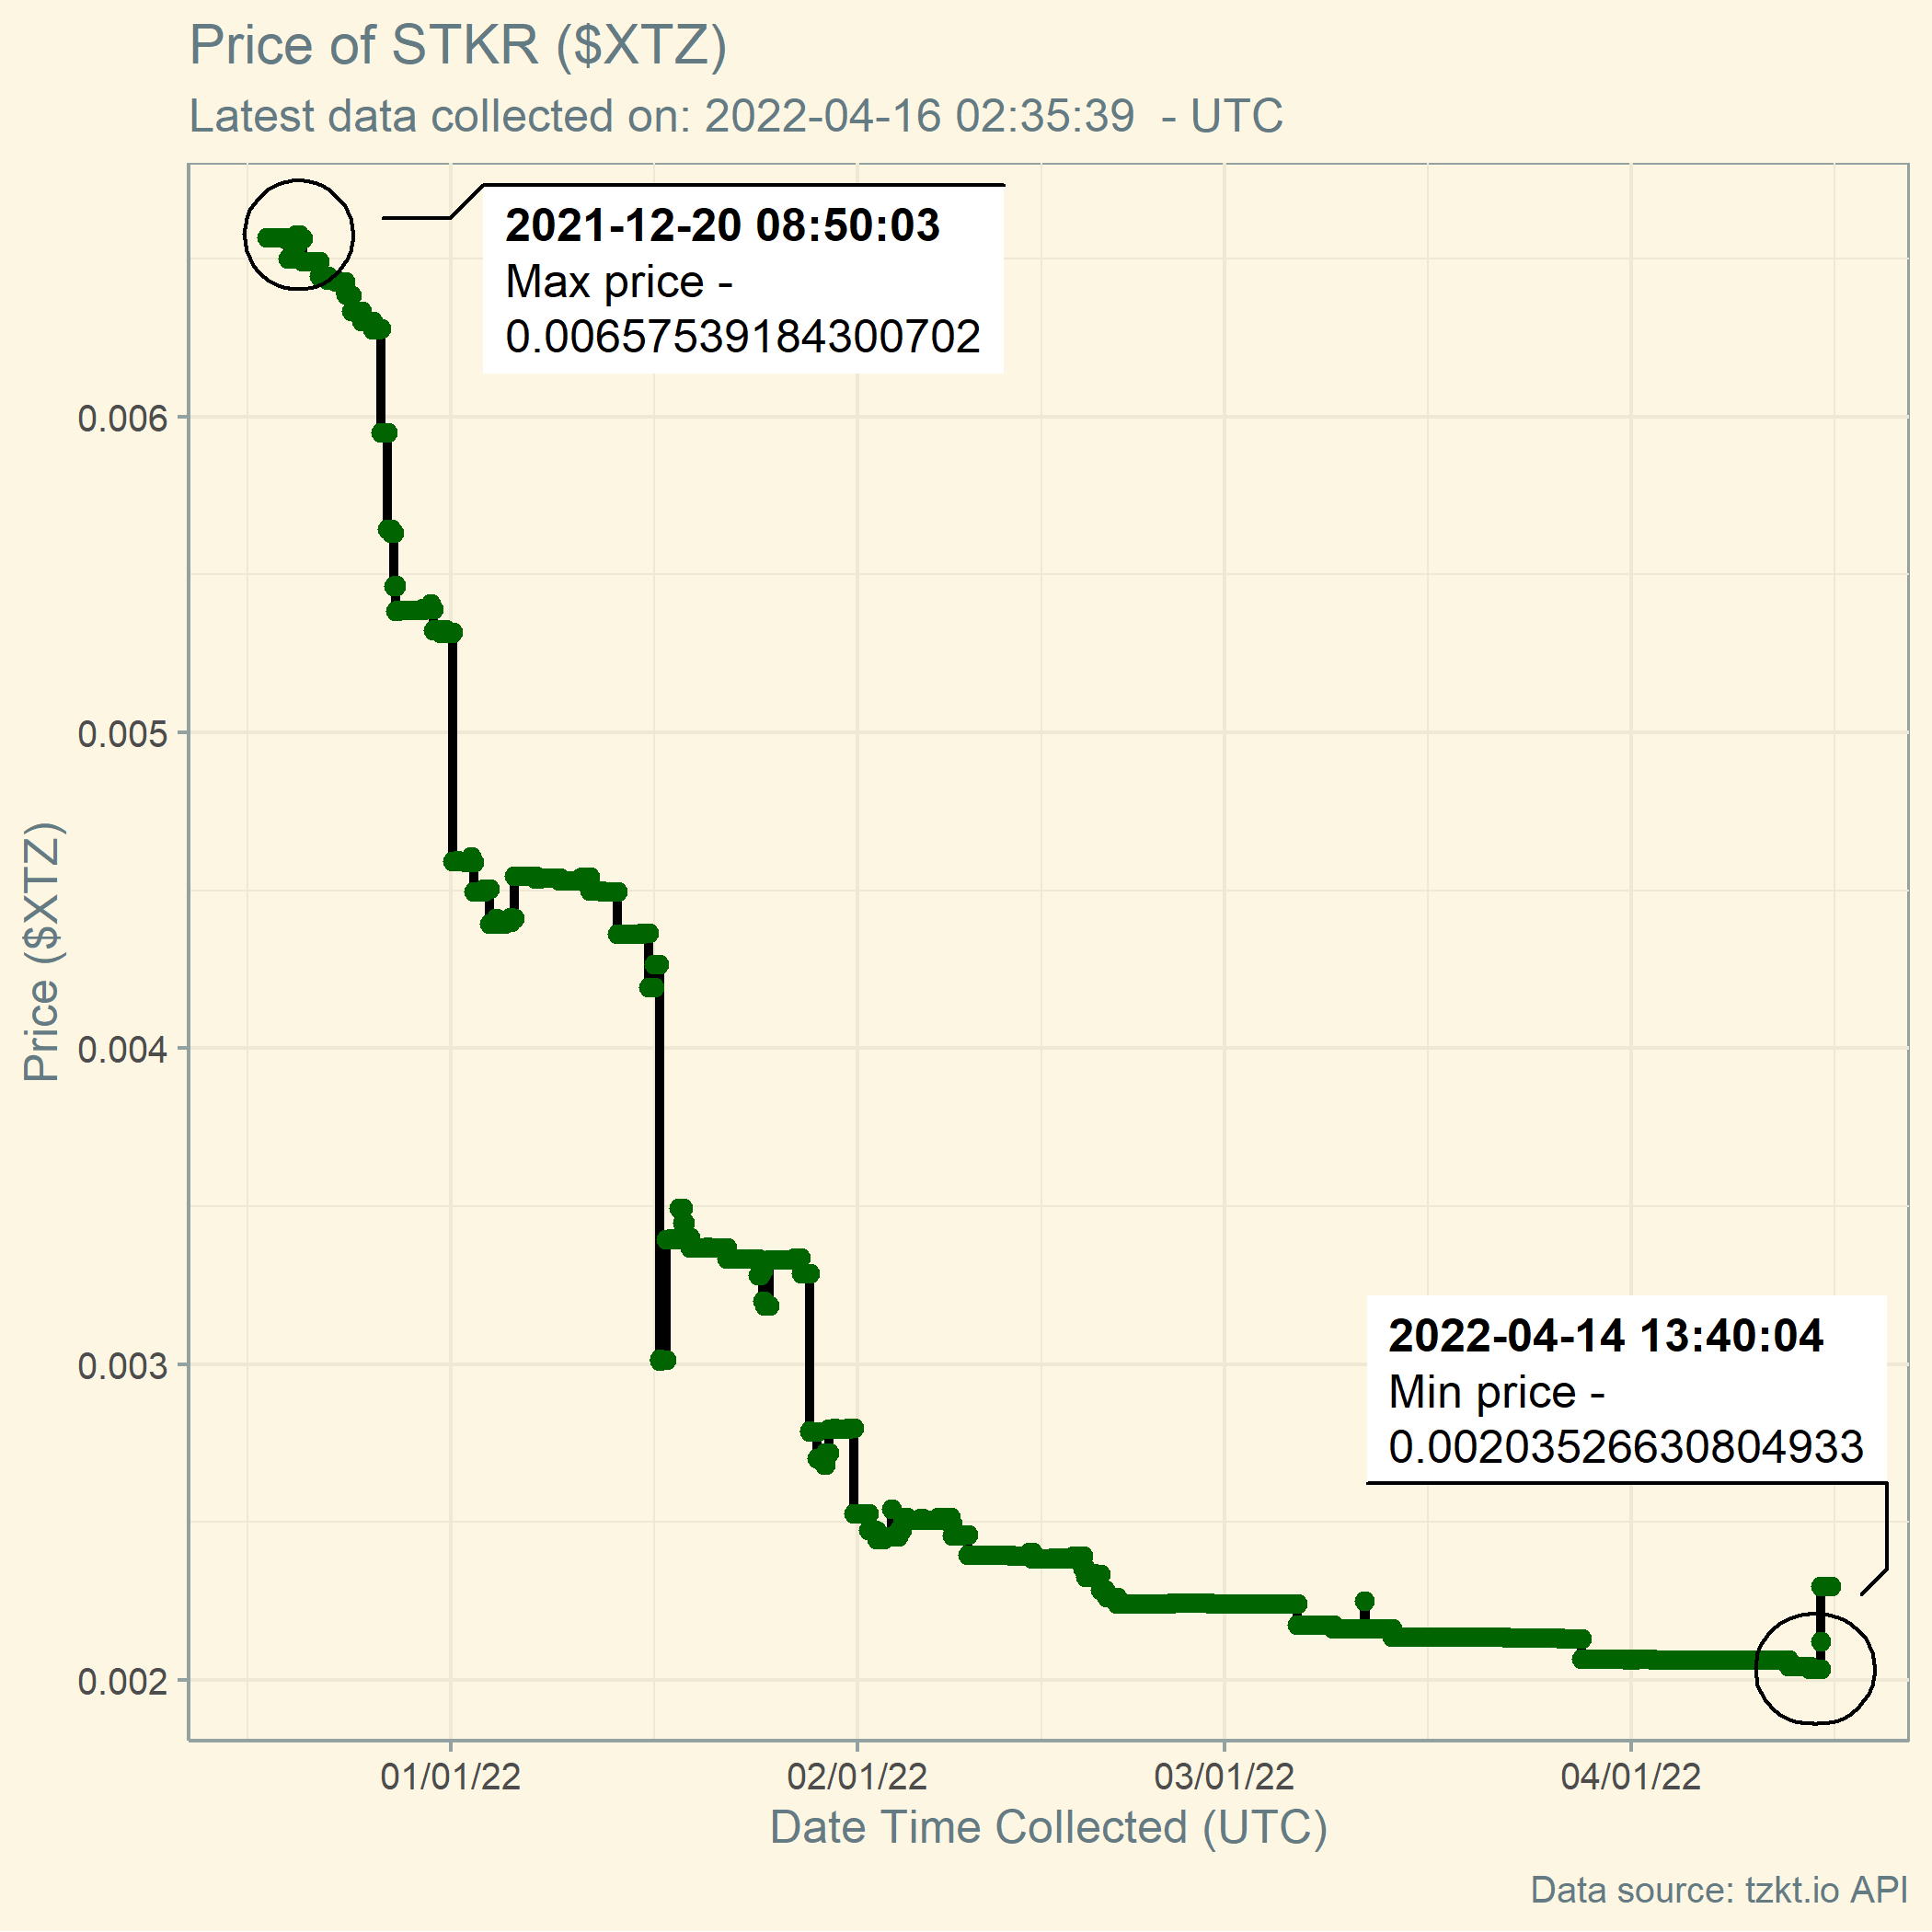 Price of STKR ($XTZ)
Latest data collected on: 2022-04-16 02:35:39  - UTC
2021-12-20 08:50:03
Max price -
0.00657539184300702
0.006
0.005
0.004
0.003
0.002
Price ($XTZ)
2022-04-14 13:40:04
Min price -
0.00203526630804933
01/01/22
02/01/22
03/01/22
04/01/22
Date Time Collected (UTC)
Data source: tzkt.io API